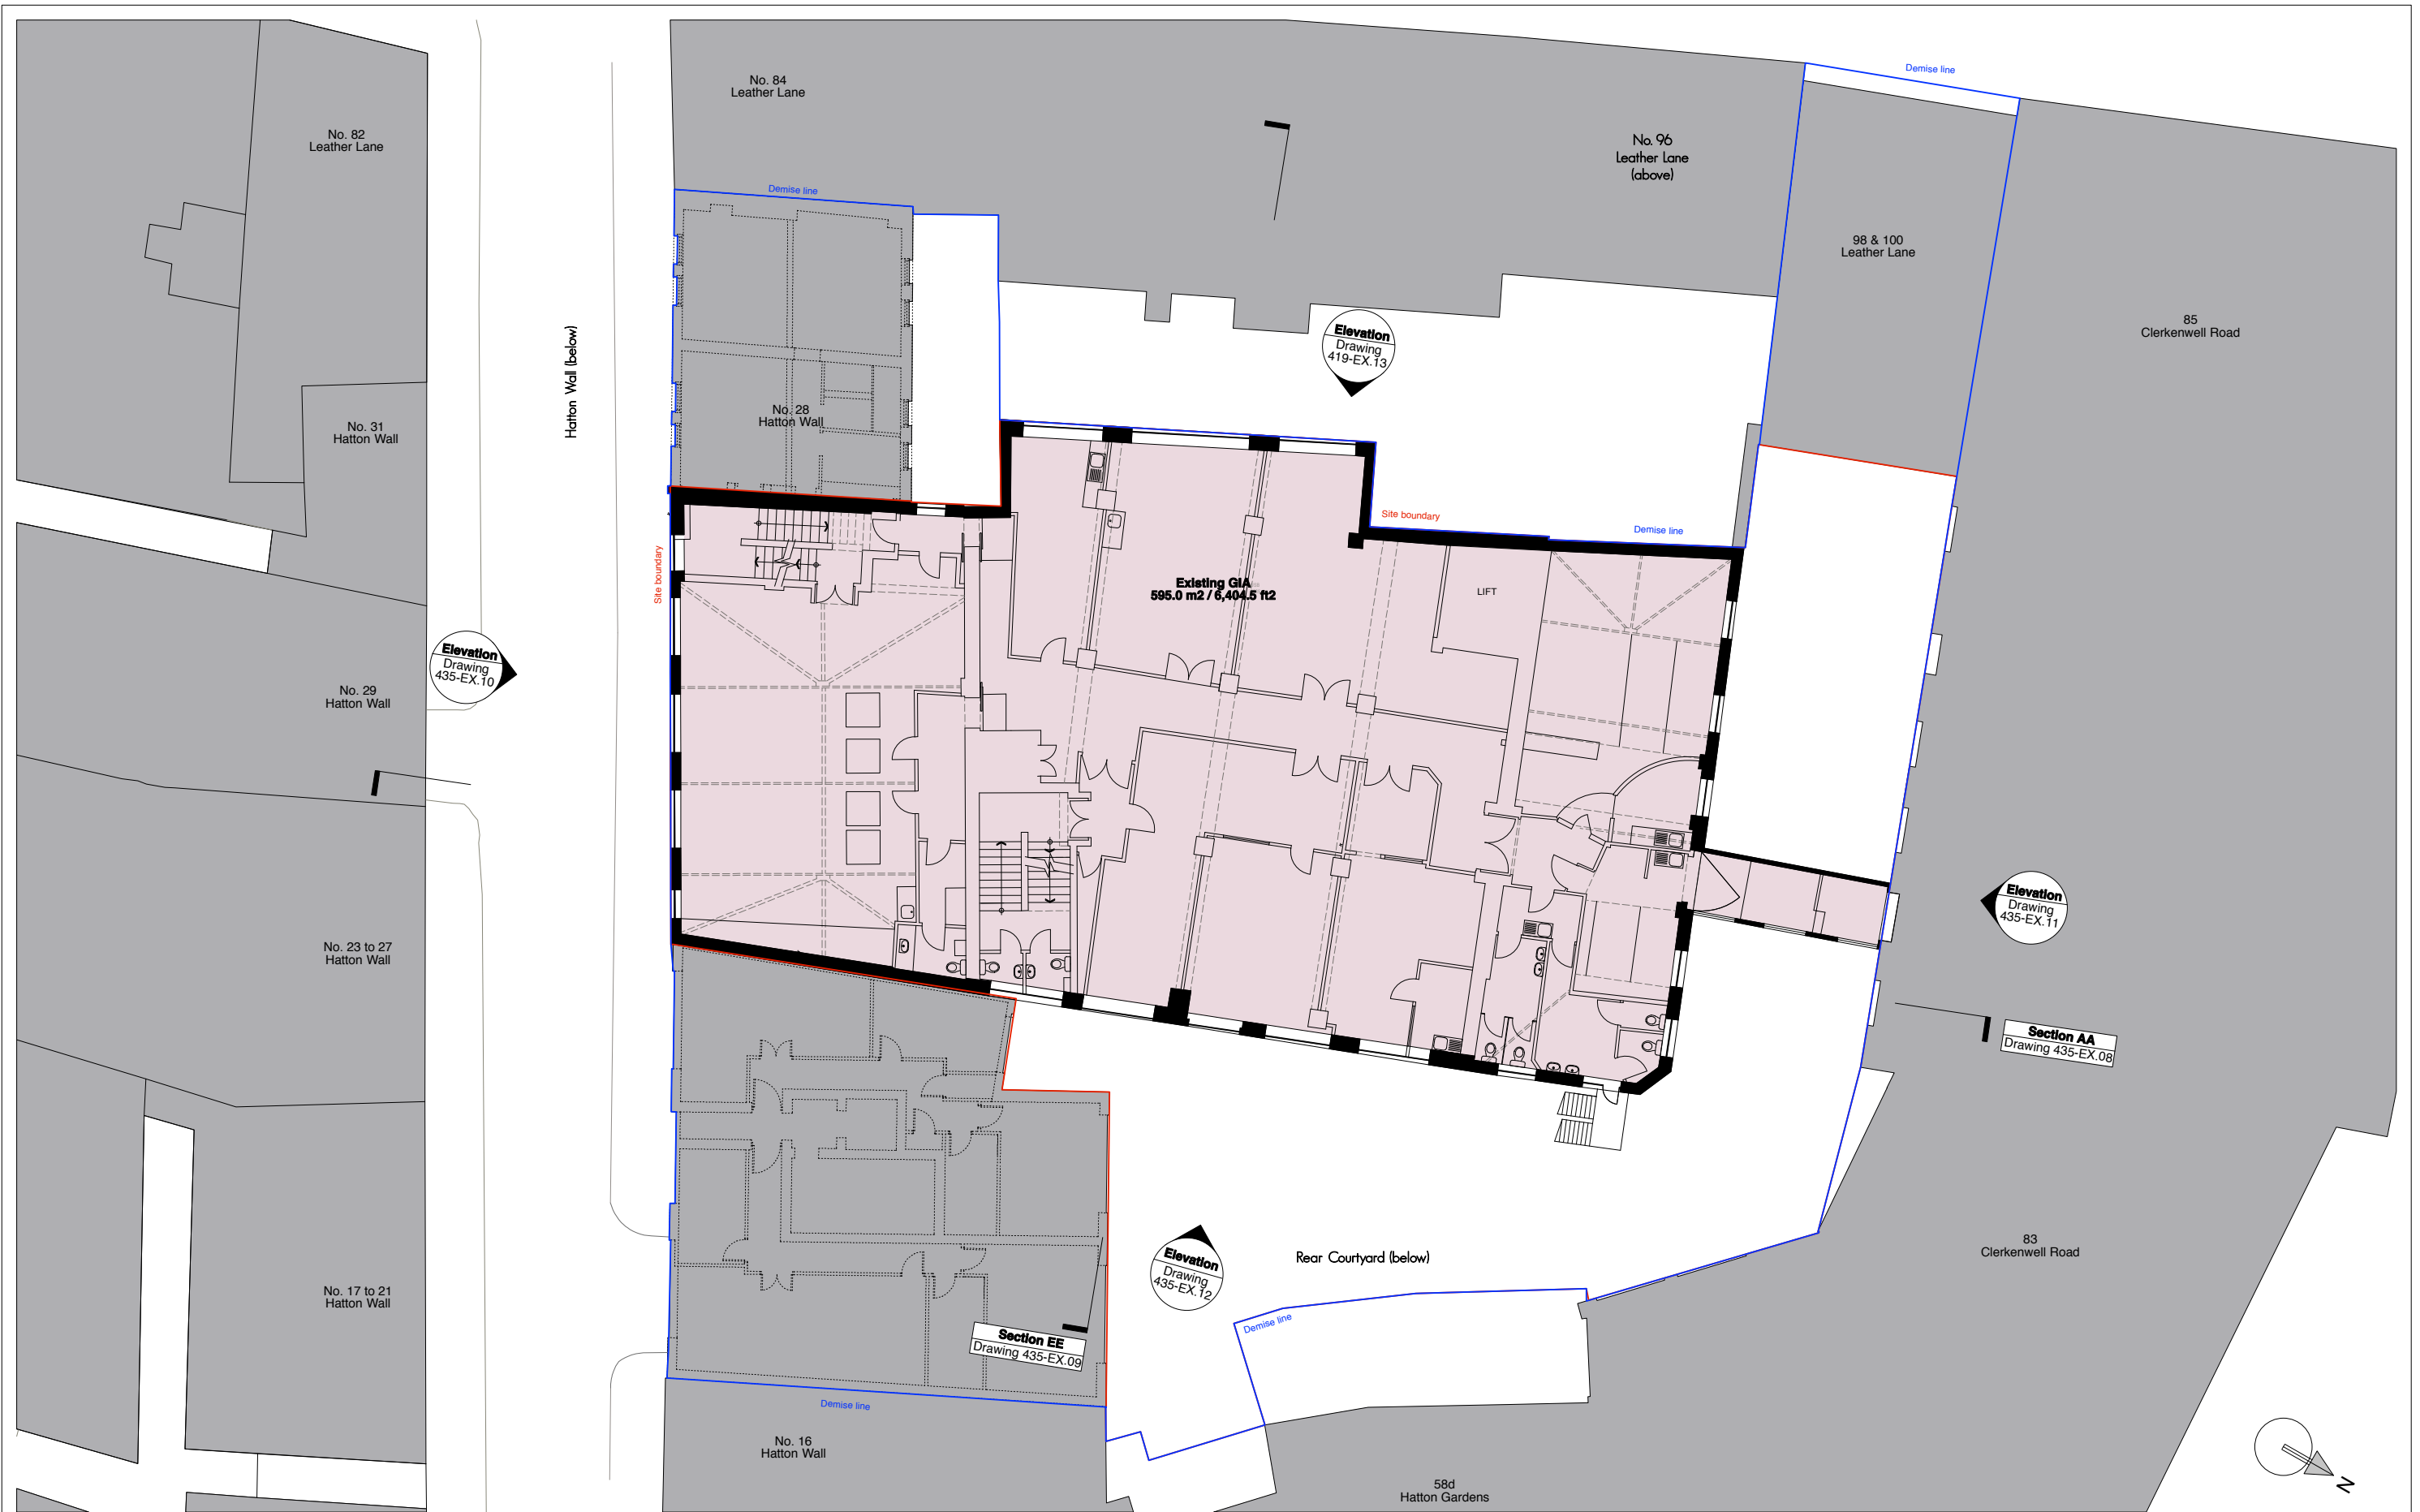 Demise line
No. 84
Leather Lane
No. 82
Leather Lane
No. 96
Leather Lane
(above)
Demise line
98 & 100
Leather Lane
85
Clerkenwell Road
Hatton Wall (below)
Elevation
Drawing
419-EX.13
No. 28
Hatton Wall
No. 31
Hatton Wall
Site boundary
Demise line
Site boundary
Existing GIA
595.0 m2 / 6,404.5 ft2
LIFT
Elevation
Drawing
435-EX.10
No. 29
Hatton Wall
Elevation
Drawing
435-EX.11
No. 23 to 27
Hatton Wall
Section AA
Drawing 435-EX.08
Elevation
Drawing
435-EX.12
Rear Courtyard (below)
83
Clerkenwell Road
No. 17 to 21
Hatton Wall
Demise line
Section EE
Drawing 435-EX.09
Demise line
No. 16
Hatton Wall
58d
Hatton Gardens
N